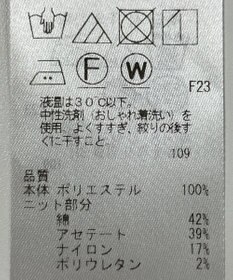 F W
F23
液温は30℃以下。
中性洗剤(おしゃれ着洗い)を
使用。よくすすぎ、絞りの後す
ぐに干すこと。
109
品質
本体 ポリエステル 100%
ニット部分
綿 42%
アセテート 39%
ナイロン 17%
ポリウレタン 2%